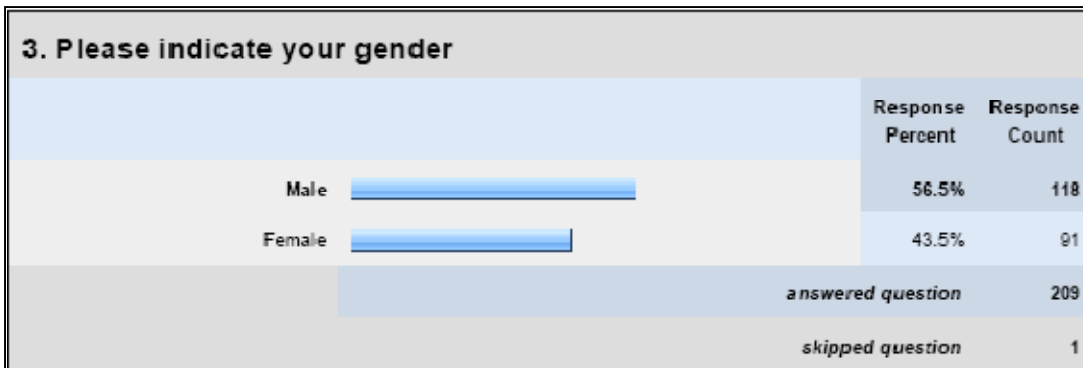 3. Please indicate your gender
Response Percent
Response Count
Male 56.5% 118
Female 43.5% 91
answered question 209
skipped question 1